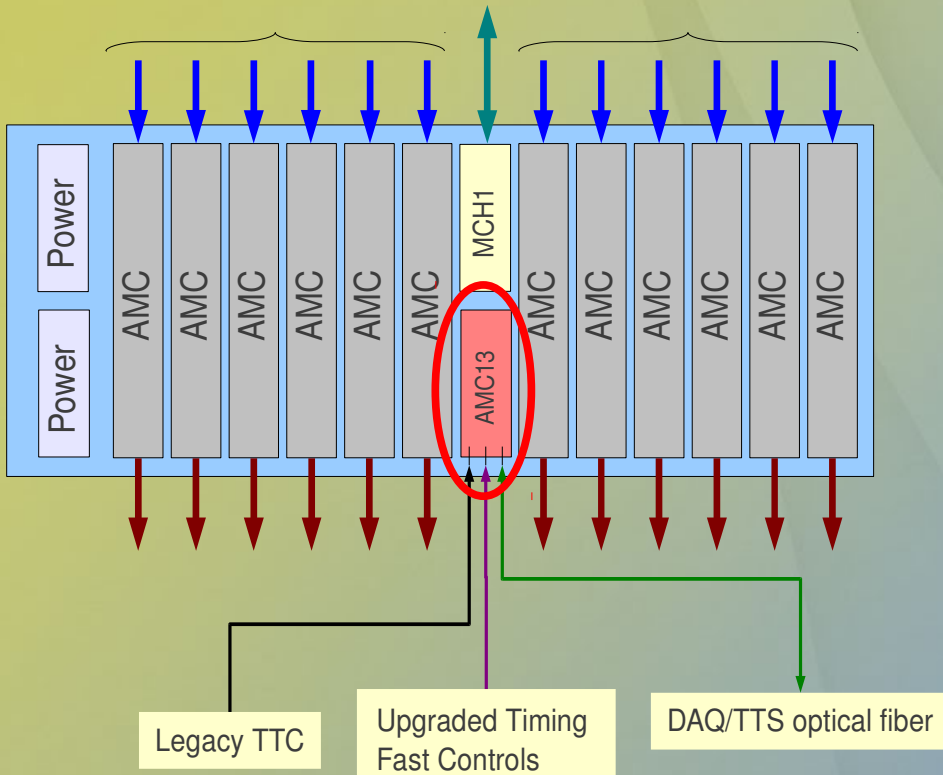 Power
Power
AMC
AMC
AMC
AMC
AMC
AMC
MCH1
AMC13
AMC
AMC
AMC
AMC
AMC
AMC
Legacy TTC
Upgraded Timing
Fast Controls
DAQ/TTS optical fiber